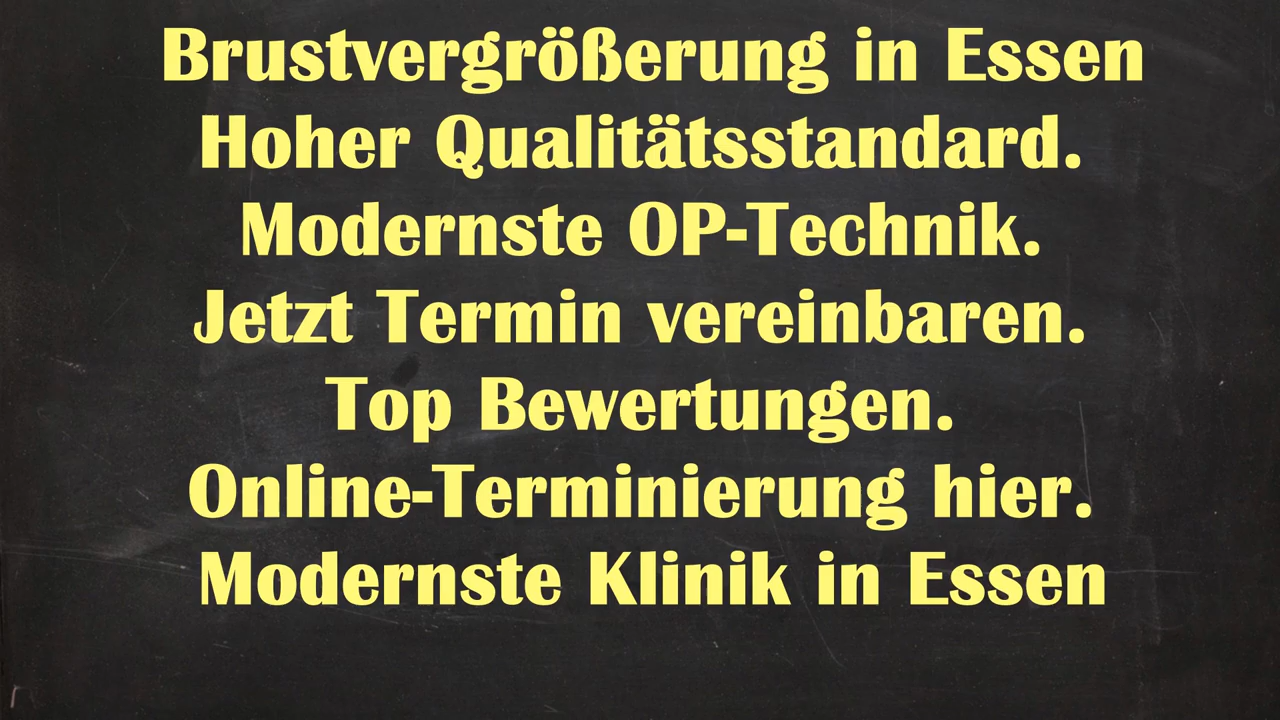 Brustvergrößerung in Essen
Hoher Qualitätsstandard.
Modernste OP-Technik.
Jetzt Termin vereinbaren.
Top Bewertungen.
Online-Terminierung hier.
Modernste Klinik in Essen